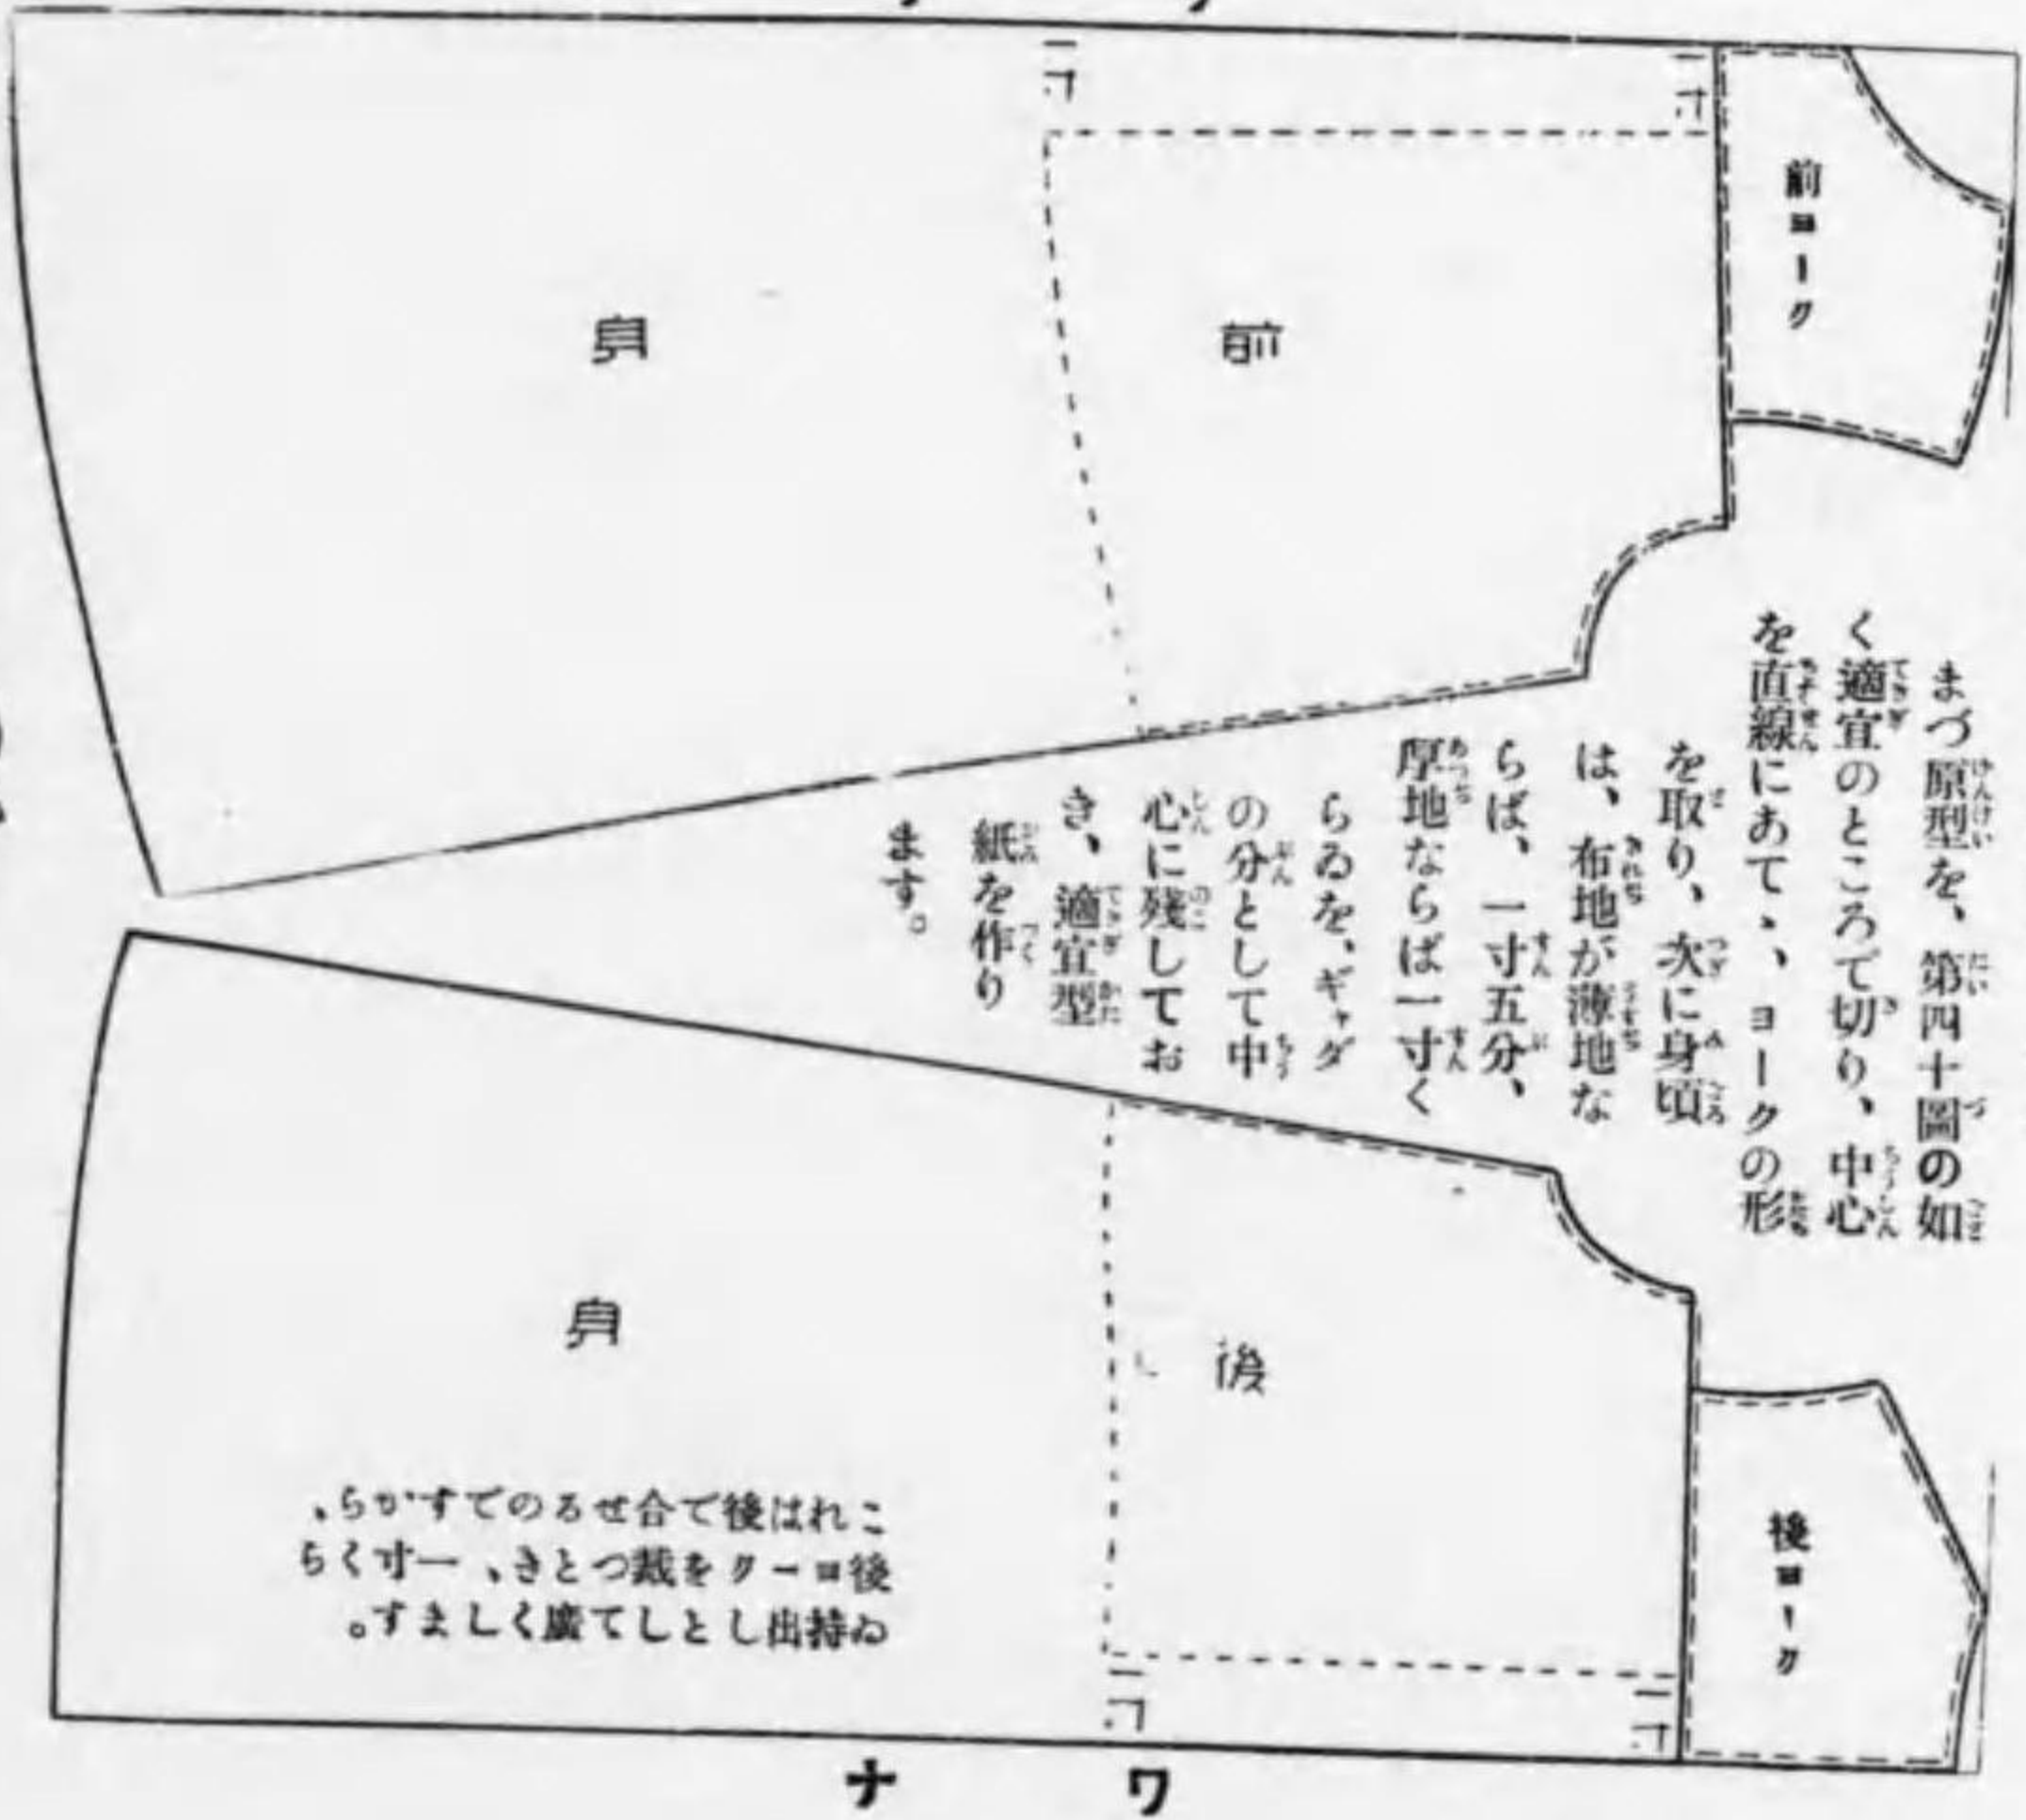 まづ原型を、第四十圖の如
く適宜のところで切り、中心
を直線にあてゝ、ヨークの形
を取り、次に身頃
は、布地が薄地な
らば、一寸五分、
厚地ならば一寸く
らゐを、ギャダ
の分として中
心に殘してお
き、適宜型
紙を作り
ます。
前ヨーク
前身
後身
後ヨーク
これは後で合せるのですから、
後ヨークを裁つとき、一寸くら
ゐ持出しとして廣くします。
ワナ